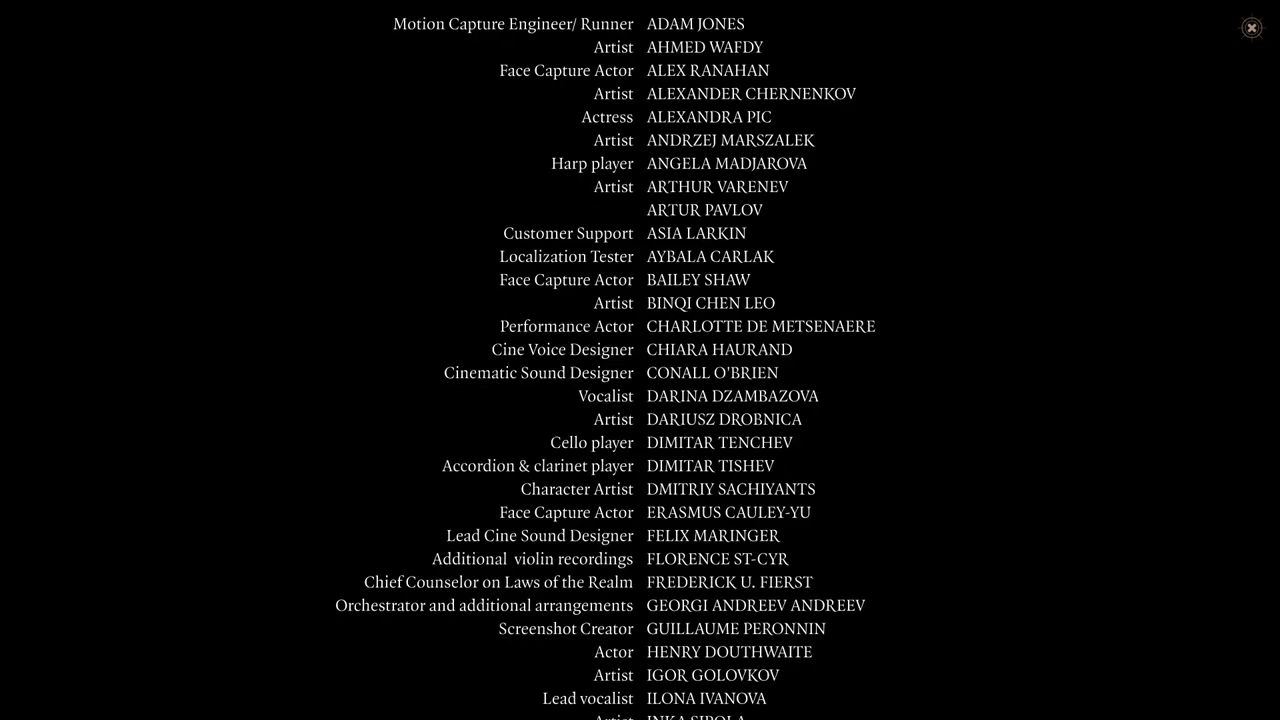 Motion Capture Engineer/ Runner ADAM JONES
Artist AHMED WAFDY
Face Capture Actor ALEX RANAHAN
Artist ALEXANDER CHERNENKOV
Actress ALEXANDRA PIC
Artist ANDRZEJ MARSZALEK
Harp player ANGELA MADJAROVA
Artist ARTHUR VARENEV
ARTUR PAVLOV
Customer Support ASIA LARKIN
Localization Tester AYBALA CARLAK
Face Capture Actor BAILEY SHAW
Artist BINQI CHEN LEO
Performance Actor CHARLOTTE DE METSENAERE
Cine Voice Designer CHIARA HAURAND
Cinematic Sound Designer CONALL O'BRIEN
Vocalist DARINA DZAMBAZOVA
Artist DARIUSZ DROBNICA
Cello player DIMITAR TENCHEV
Accordion & clarinet player DIMITAR TISHEV
Character Artist DMITRIY SACHIYANTS
Face Capture Actor ERASMUS CAULEY-YU
Lead Cine Sound Designer FELIX MARINGER
Additional  violin recordings FLORENCE ST-CYR
Chief Counselor on Laws of the Realm FREDERICK U. FIERST
Orchestrator and additional arrangements GEORGI ANDREEV ANDREEV
Screenshot Creator GUILLAUME PERONNIN
Actor HENRY DOUTHWAITE
Artist IGOR GOLOVKOV
Lead vocalist ILONA IVANOVA
Artist INKA SIPOLA